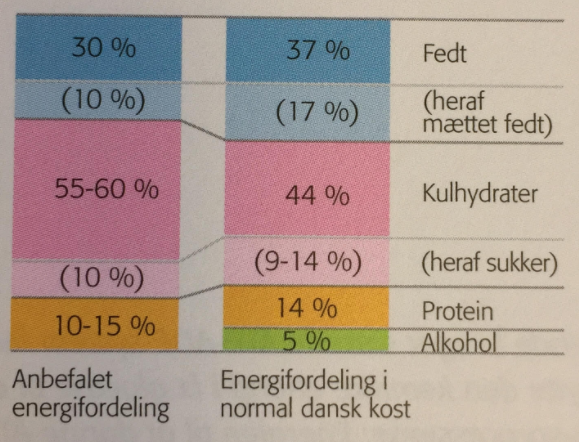 30 % 37 % Fedt
(10 %) (17 %) (heraf
mættet fedt)
55-60 % 44 % Kulhydrater
(10 %) (9-14 %) (heraf sukker)
10-15 % 14 % Protein
5 % Alkohol
Anbefalet
energifordeling
Energifordeling i
normal dansk kost